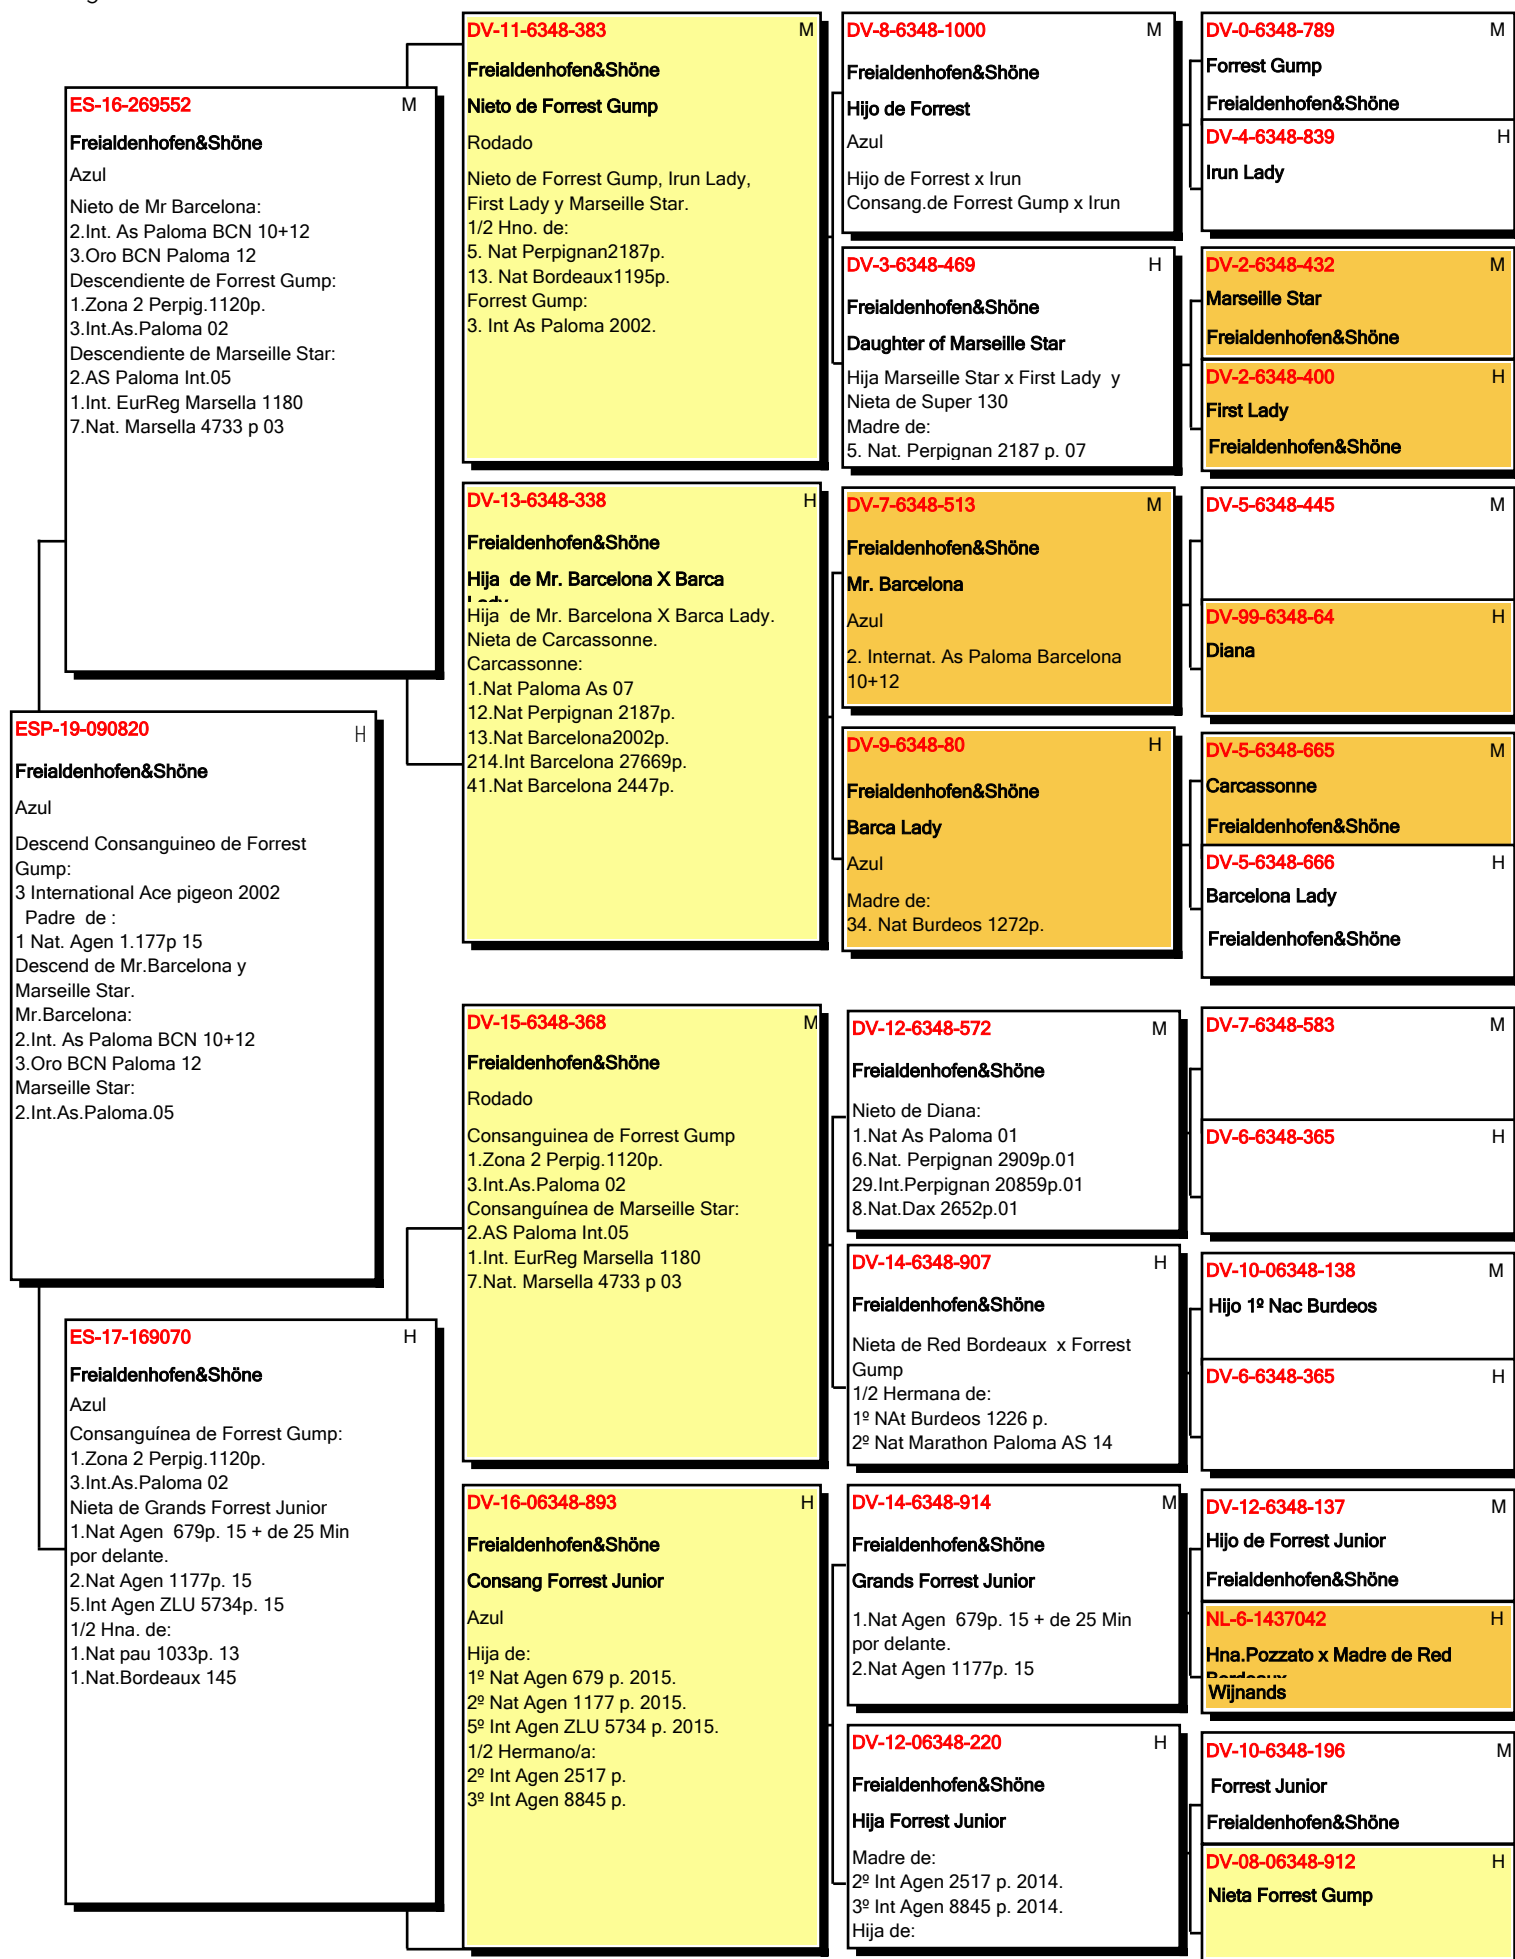 ESP-19-090820 H
Freialdenhofen&Shöne
Azul
Descend Consanguineo de Forrest
Gump:
3 International Ace pigeon 2002
Padre de :
1 Nat. Agen 1.177p 15
Descend de Mr.Barcelona y
Marseille Star.
Mr.Barcelona:
2.Int. As Paloma BCN 10+12
3.Oro BCN Paloma 12
Marseille Star:
2.Int.As.Paloma.05
ES-16-269552 M
Freialdenhofen&Shöne
Azul
Nieto de Mr Barcelona:
2.Int. As Paloma BCN 10+12
3.Oro BCN Paloma 12
Descendiente de Forrest Gump:
1.Zona 2 Perpig.1120p.
3.Int.As.Paloma 02
Descendiente de Marseille Star:
2.AS Paloma Int.05
1.Int. EurReg Marsella 1180
7.Nat. Marsella 4733 p 03
ES-17-169070 H
Freialdenhofen&Shöne
Azul
Consanguínea de Forrest Gump:
1.Zona 2 Perpig.1120p.
3.Int.As.Paloma 02
Nieta de Grands Forrest Junior
1.Nat Agen 679p. 15 + de 25 Min
por delante.
2.Nat Agen 1177p. 15
5.Int Agen ZLU 5734p. 15
1/2 Hna. de:
1.Nat pau 1033p. 13
1.Nat.Bordeaux 145
DV-11-6348-383 M
Freialdenhofen&Shöne
Nieto de Forrest Gump
Rodado
Nieto de Forrest Gump, Irun Lady,
First Lady y Marseille Star.
1/2 Hno. de:
5. Nat Perpignan2187p.
13. Nat Bordeaux1195p.
Forrest Gump:
3. Int As Paloma 2002.
DV-13-6348-338 H
Freialdenhofen&Shöne
Hija de Mr. Barcelona X Barca
Lady
Hija de Mr. Barcelona X Barca Lady.
Nieta de Carcassonne.
Carcassonne:
1.Nat Paloma As 07
12.Nat Perpignan 2187p.
13.Nat Barcelona2002p.
214.Int Barcelona 27669p.
41.Nat Barcelona 2447p.
DV-15-6348-368 M
Freialdenhofen&Shöne
Rodado
Consanguinea de Forrest Gump
1.Zona 2 Perpig.1120p.
3.Int.As.Paloma 02
Consanguínea de Marseille Star:
2.AS Paloma Int.05
1.Int. EurReg Marsella 1180
7.Nat. Marsella 4733 p 03
DV-16-06348-893 H
Freialdenhofen&Shöne
Consang Forrest Junior
Azul
Hija de:
1º Nat Agen 679 p. 2015.
2º Nat Agen 1177 p. 2015.
5º Int Agen ZLU 5734 p. 2015.
1/2 Hermano/a:
2º Int Agen 2517 p.
3º Int Agen 8845 p.
DV-8-6348-1000 M
Freialdenhofen&Shöne
Hijo de Forrest
Azul
Hijo de Forrest x Irun
Consang.de Forrest Gump x Irun
DV-3-6348-469 H
Freialdenhofen&Shöne
Daughter of Marseille Star
Hija Marseille Star x First Lady y
Nieta de Super 130
Madre de:
5. Nat. Perpignan 2187 p. 07
DV-7-6348-513 M
Freialdenhofen&Shöne
Mr. Barcelona
Azul
2. Internat. As Paloma Barcelona
10+12
DV-9-6348-80 H
Freialdenhofen&Shöne
Barca Lady
Azul
Madre de:
34. Nat Burdeos 1272p.
DV-12-6348-572 M
Freialdenhofen&Shöne
Nieto de Diana:
1.Nat As Paloma 01
6.Nat. Perpignan 2909p.01
29.Int.Perpignan 20859p.01
8.Nat.Dax 2652p.01
DV-14-6348-907 H
Freialdenhofen&Shöne
Nieta de Red Bordeaux x Forrest
Gump
1/2 Hermana de:
1º NAt Burdeos 1226 p.
2º Nat Marathon Paloma AS 14
DV-14-6348-914 M
Freialdenhofen&Shöne
Grands Forrest Junior
1.Nat Agen 679p. 15 + de 25 Min
por delante.
2.Nat Agen 1177p. 15
DV-12-06348-220 H
Freialdenhofen&Shöne
Hija Forrest Junior
Madre de:
2º Int Agen 2517 p. 2014.
3º Int Agen 8845 p. 2014.
Hija de:
DV-0-6348-789 M
Forrest Gump
Freialdenhofen&Shöne
DV-4-6348-839 H
Irun Lady
DV-2-6348-432 M
Marseille Star
Freialdenhofen&Shöne
DV-2-6348-400 H
First Lady
Freialdenhofen&Shöne
DV-5-6348-445 M
DV-99-6348-64 H
Diana
DV-5-6348-665 M
Carcassonne
Freialdenhofen&Shöne
DV-5-6348-666 H
Barcelona Lady
Freialdenhofen&Shöne
DV-7-6348-583 M
DV-6-6348-365 H
DV-10-06348-138 M
Hijo 1º Nac Burdeos
DV-6-6348-365 H
DV-12-6348-137 M
Hijo de Forrest Junior
Freialdenhofen&Shöne
NL-6-1437042 H
Hna.Pozzato x Madre de Red
Bordeaux
Wijnands
DV-10-6348-196 M
Forrest Junior
Freialdenhofen&Shöne
DV-08-06348-912 H
Nieta Forrest Gump